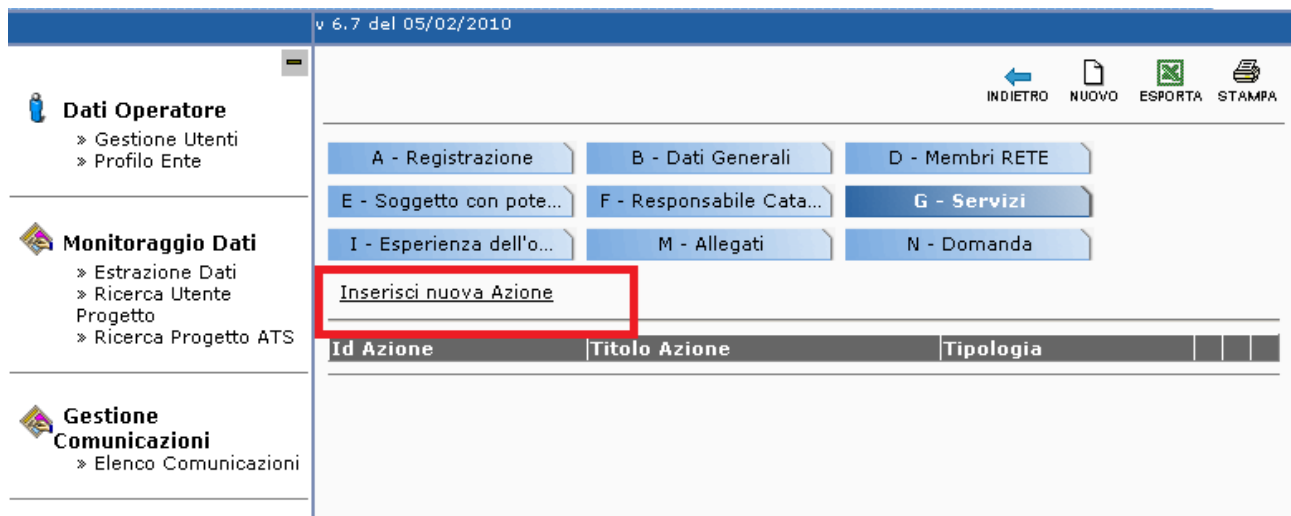 v 6.7 del 05/02/2010
Dati Operatore
» Gestione Utenti
» Profilo Ente
Monitoraggio Dati
» Estrazione Dati
» Ricerca Utente
Progetto
» Ricerca Progetto ATS
Gestione
Comunicazioni
» Elenco Comunicazioni
INDIETRO NUOVO ESPORTA STAMPA
A - Registrazione B - Dati Generali D - Membri RETE
E - Soggetto con pote... F - Responsabile Cata... G - Servizi
I - Esperienza dell'o... M - Allegati N - Domanda
Inserisci nuova Azione
Id Azione Titolo Azione Tipologia